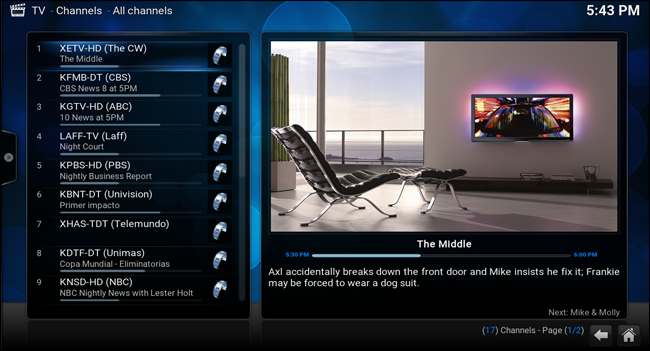 TV - Channels - All channels
5:43 PM
1 XETV-HD (The CW)
The Middle
2 KFMB-DT (CBS)
CBS News 8 at 5PM
3 KGTV-HD (ABC)
10 News at 5PM
4 LAFF-TV (Laff)
Night Court
5 KPBS-HD (PBS)
Nightly Business Report
6 KBNT-DT (Univision)
Primer impacto
7 XHAS-TDT (Telemundo)
8 KDTF-DT (Unimas)
Copa Mundial - Eliminatorias
9 KNSD-HD (NBC)
NBC Nightly News with Lester Holt
The Middle
5:30 PM 6:00 PM
Axl accidentally breaks down the front door and Mike insists he fix it; Frankie
may be forced to wear a dog suit.
Next: Mike & Molly
(17) Channels - Page (1/2)